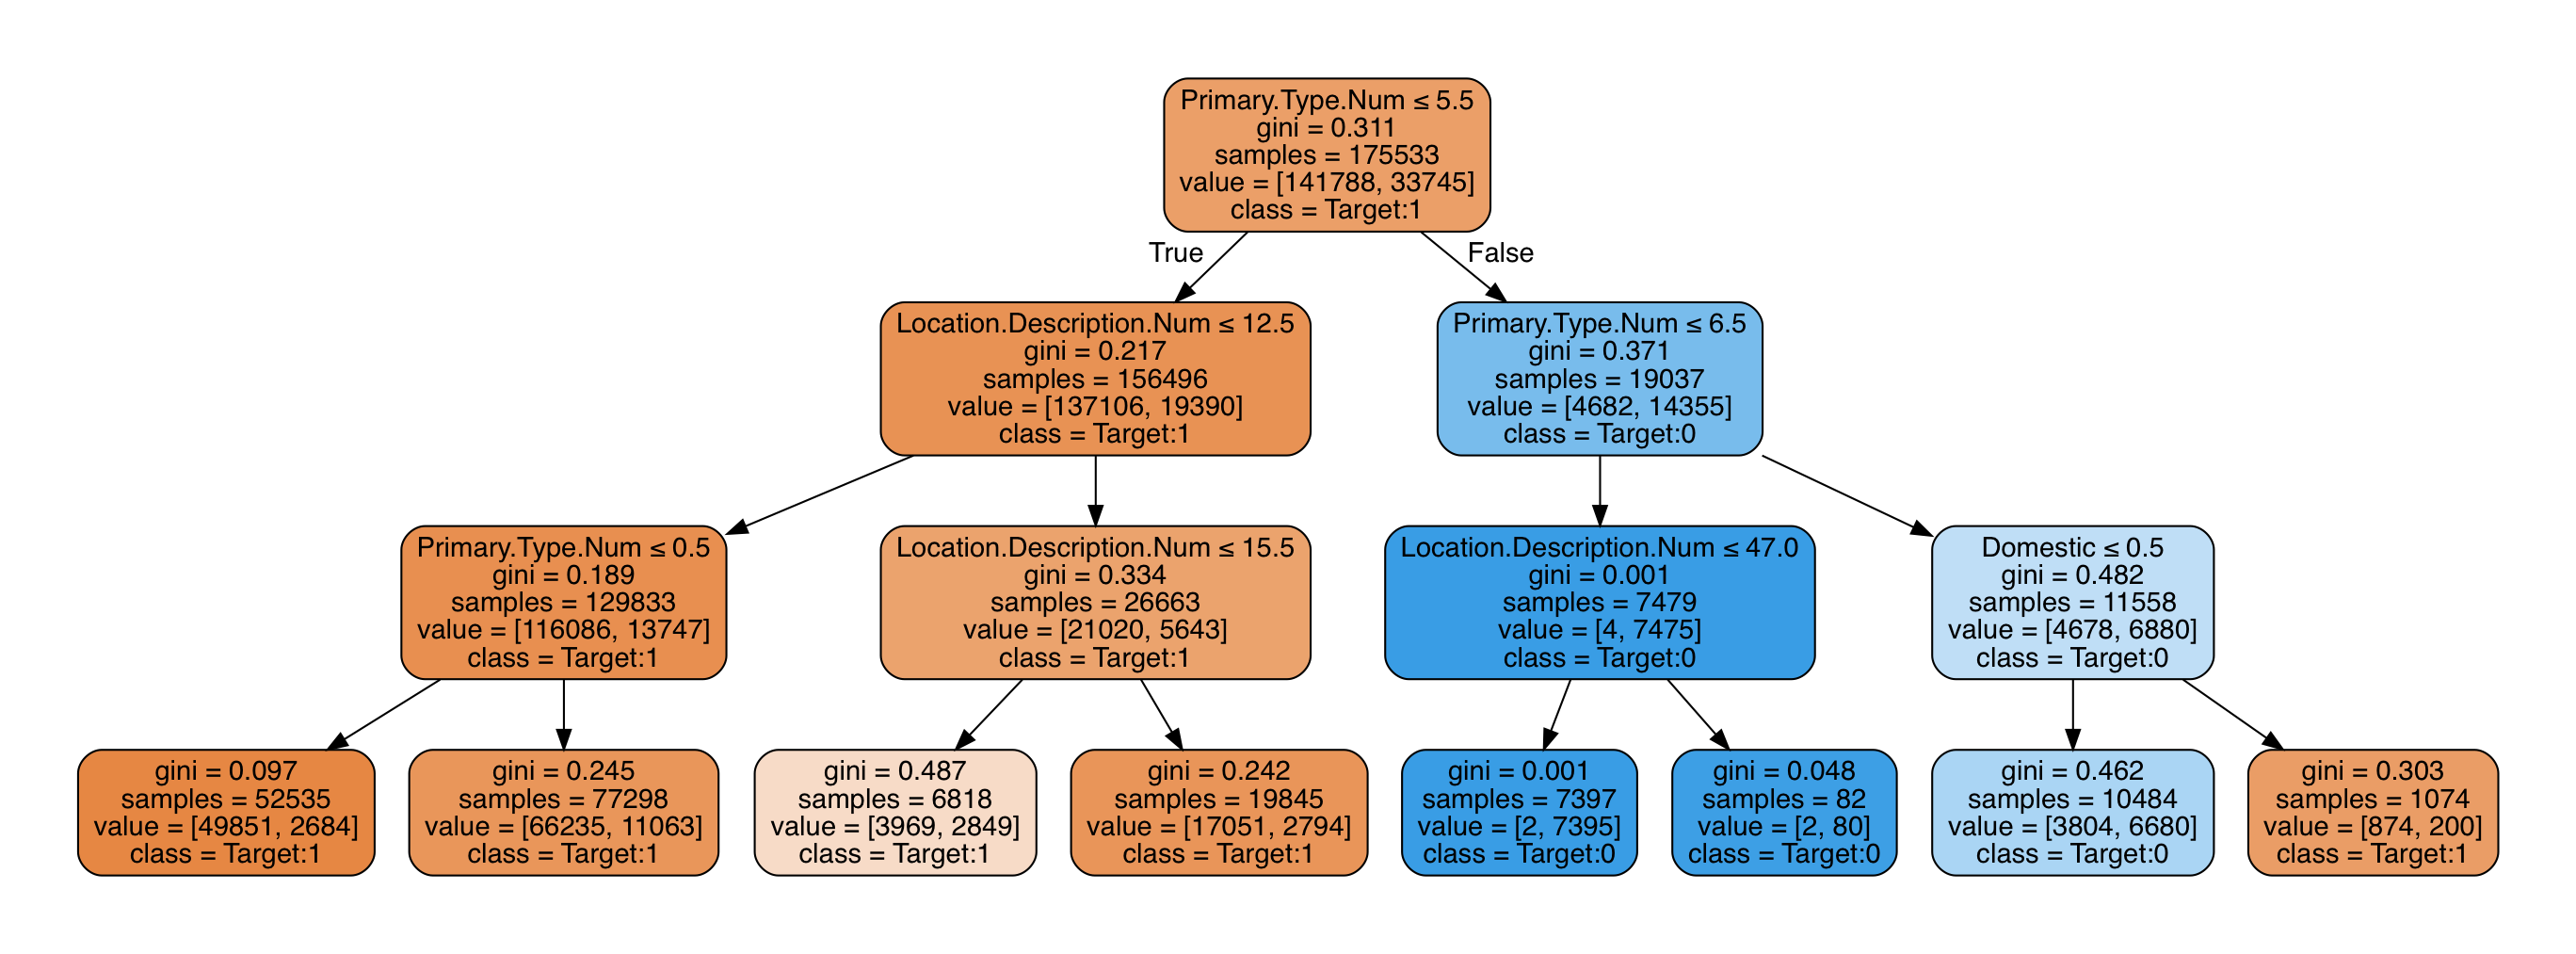 Primary.Type.Num ≤ 5.5
gini = 0.311
samples = 175533
value = [141788, 33745]
class = Target:1
True
False
Location.Description.Num ≤ 12.5
gini = 0.217
samples = 156496
value = [137106, 19390]
class = Target:1
Primary.Type.Num ≤ 6.5
gini = 0.371
samples = 19037
value = [4682, 14355]
class = Target:0
Primary.Type.Num ≤ 0.5
gini = 0.189
samples = 129833
value = [116086, 13747]
class = Target:1
Location.Description.Num ≤ 15.5
gini = 0.334
samples = 26663
value = [21020, 5643]
class = Target:1
Location.Description.Num ≤ 47.0
gini = 0.001
samples = 7479
value = [4, 7475]
class = Target:0
Domestic ≤ 0.5
gini = 0.482
samples = 11558
value = [4678, 6880]
class = Target:0
gini = 0.097
samples = 52535
value = [49851, 2684]
class = Target:1
gini = 0.245
samples = 77298
value = [66235, 11063]
class = Target:1
gini = 0.487
samples = 6818
value = [3969, 2849]
class = Target:1
gini = 0.242
samples = 19845
value = [17051, 2794]
class = Target:1
gini = 0.001
samples = 7397
value = [2, 7395]
class = Target:0
gini = 0.048
samples = 82
value = [2, 80]
class = Target:0
gini = 0.462
samples = 10484
value = [3804, 6680]
class = Target:0
gini = 0.303
samples = 1074
value = [874, 200]
class = Target:1